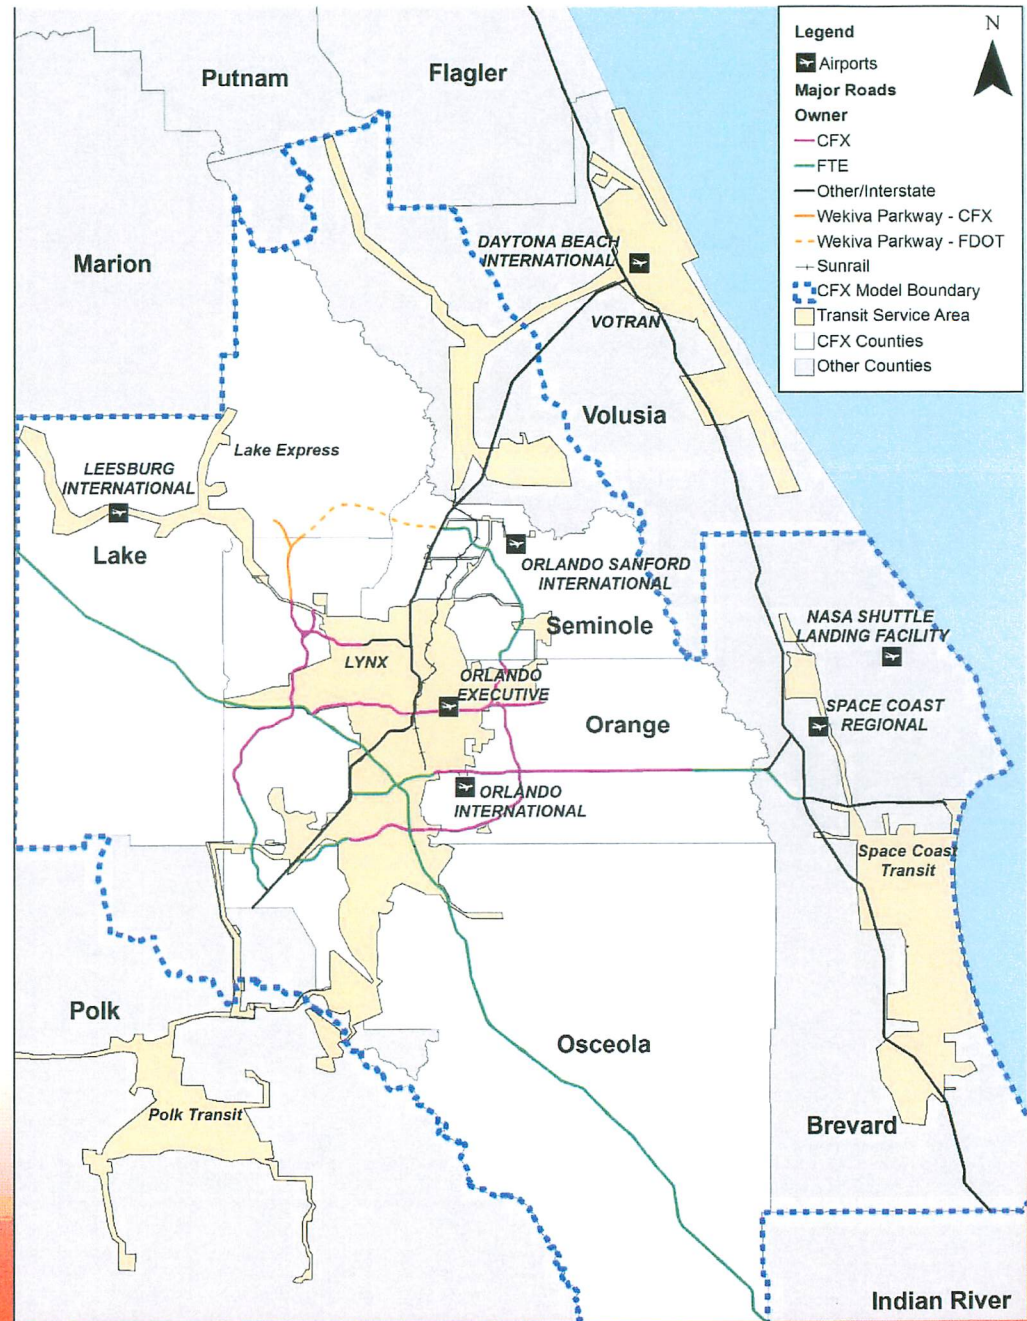 Legend
N
Airports
Major Roads
Owner
CFX
FTE
Other/Interstate
Wekiva Parkway - CFX
Wekiva Parkway - FDOT
Sunrail
CFX Model Boundary
Transit Service Area
CFX Counties
Other Counties
Putnam
Flagler
Marion
DAYTONA BEACH
INTERNATIONAL
VOTRAN
Volusia
Lake Express
LEESBURG
INTERNATIONAL
Lake
ORLANDO SANFORD
INTERNATIONAL
Seminole
NASA SHUTTLE
LANDING FACILITY
LYNX
ORLANDO
EXECUTIVE
SPACE COAST
REGIONAL
Orange
ORLANDO
INTERNATIONAL
Space Coast
Transit
Polk
Osceola
Polk Transit
Brevard
Indian River